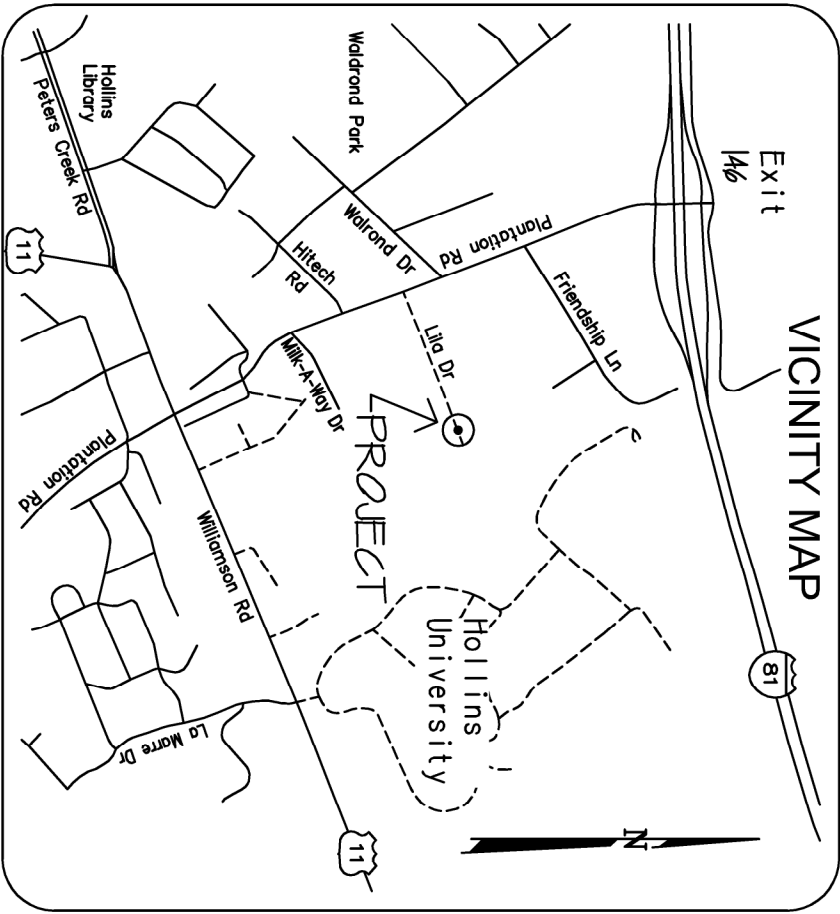 VICINITY MAP
Exit
146
81
Waldrond Park
Hollins
Library
Peters Creek Rd
11
Walrond Dr
Plantation
Rd
Hitech
Rd
Friendship Ln
Lila Dr
Milk-A-Way Dr
PROJECT
Plantation Rd
Williamson Rd
Hollins
University
La Marre Dr
11
N